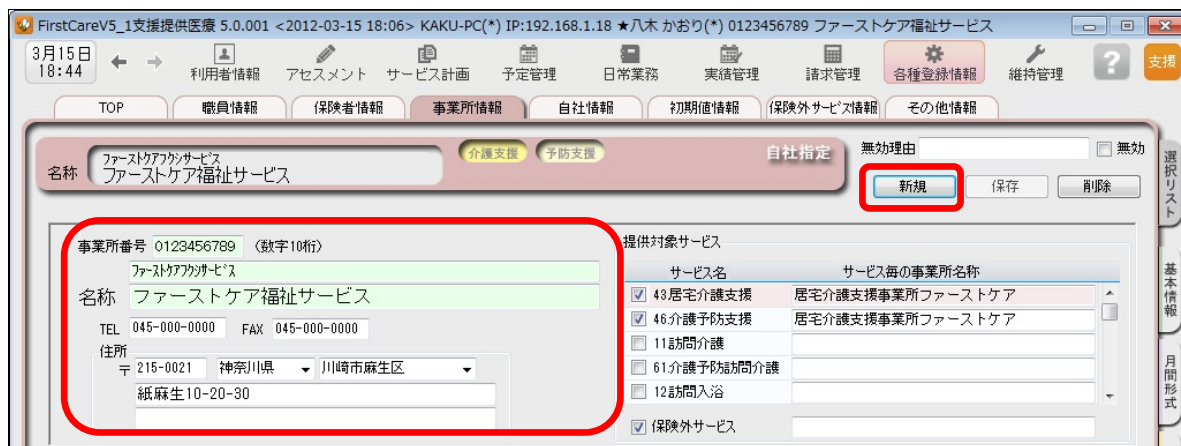 FirstCareV5_1支援提供医療 5.0.001 <2012-03-15 18:06> KAKU-PC(*) IP:192.168.1.18 ★八木 かおり(*) 0123456789 ファーストケア福祉サービス
3月15日
18:44
利用者情報 アセスメント サービス計画 予定管理 日常業務 実績管理 請求管理 各種登録情報 維持管理 ? 支援
TOP 職員情報 保険者情報 事業所情報 自社情報 初期値情報 保険外サービス情報 その他情報
名称
ファーストケアフクシサービス
ファーストケア福祉サービス
介護支援 予防支援
自社指定
無効理由 無効
新規 保存 削除
事業所番号 0123456789 (数字10桁)
ファーストケアフクシサービス
名称 ファーストケア福祉サービス
TEL 045-000-0000 FAX 045-000-0000
住所
〒 215-0021 神奈川県 川崎市麻生区
紙麻生10-20-30
提供対象サービス
サービス名 サービス毎の事業所名称
43.居宅介護支援 居宅介護支援事業所ファーストケア
46.介護予防支援 居宅介護支援事業所ファーストケア
11訪問介護
61.介護予防訪問介護
12訪問入浴
保険外サービス
選択リスト
基本情報
月間形式